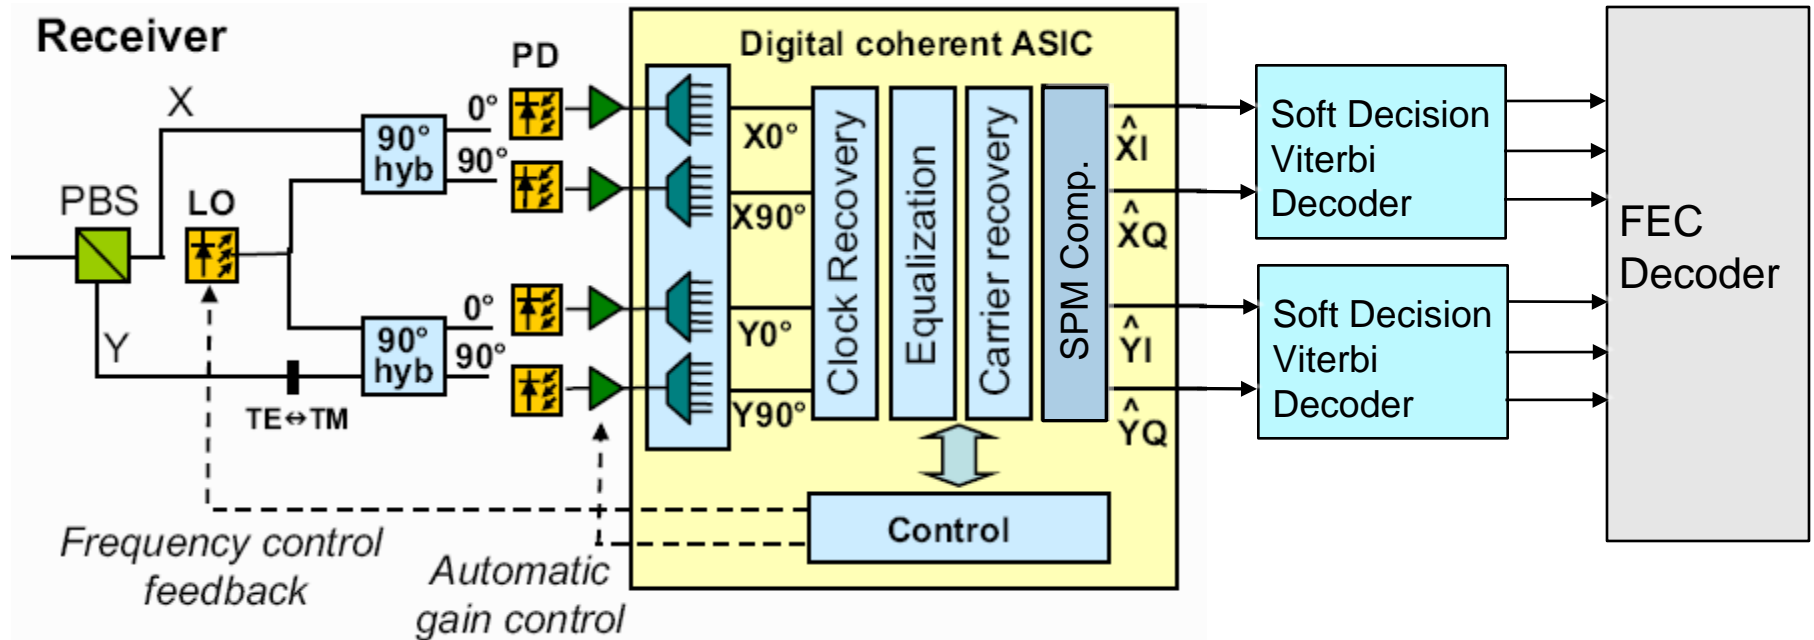 Receiver
PD
Digital coherent ASIC
X
0°
90°
hyb
90°
PBS
LO
0°
Y
90°
hyb
90°
TE↔TM
X0°
X90°
Y0°
Y90°
Clock Recovery
Equalization
Carrier recovery
SPM Comp.
X̂I
X̂Q
ŶI
ŶQ
Soft Decision
Viterbi
Decoder
Soft Decision
Viterbi
Decoder
FEC
Decoder
Control
Frequency control
feedback
Automatic
gain control